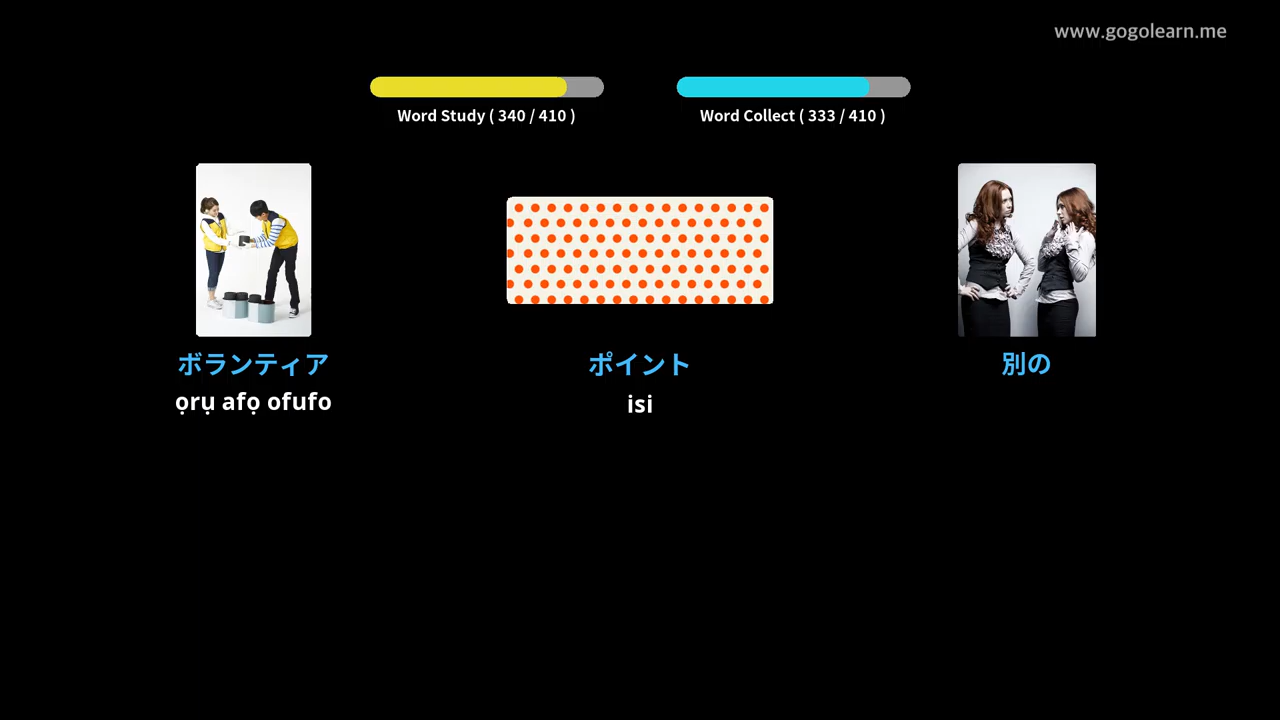 www.gogolearn.me
Word Study ( 340 / 410 )
Word Collect ( 333 / 410 )
ボランティア
ọrụ afọ ofufo
ポイント
isi
別の